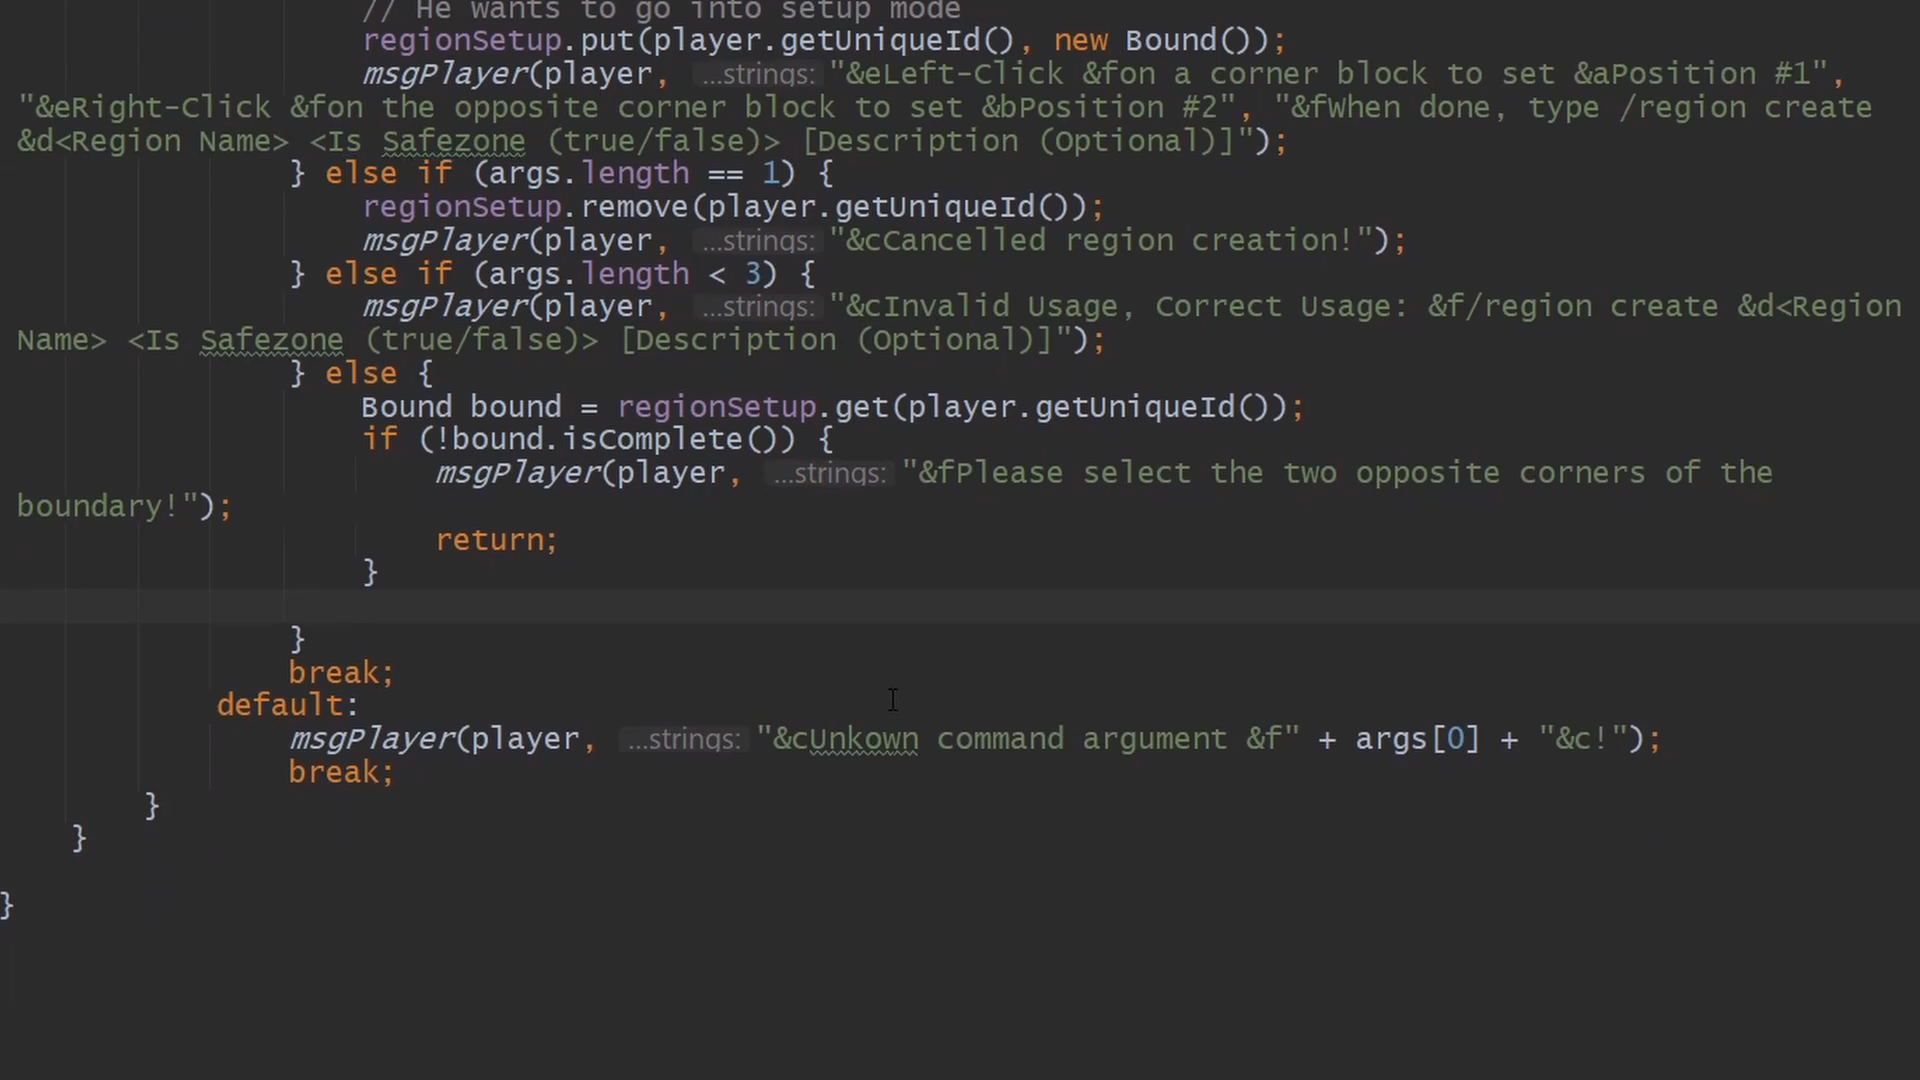 // He wants to go into setup mode
regionSetup.put(player.getUniqueId(), new Bound());
msgPlayer(player, ...strings: "&eLeft-Click &fon a corner block to set &aPosition #1",
"&eRight-Click &fon the opposite corner block to set &bPosition #2", "&fWhen done, type /region create
&d<Region Name> <Is Safezone (true/false)> [Description (Optional)]");
} else if (args.length == 1) {
regionSetup.remove(player.getUniqueId());
msgPlayer(player, ...strings: "&cCancelled region creation!");
} else if (args.length < 3) {
msgPlayer(player, ...strings: "&cInvalid Usage, Correct Usage: &f/region create &d<Region
Name> <Is Safezone (true/false)> [Description (Optional)]");
} else {
Bound bound = regionSetup.get(player.getUniqueId());
if (!bound.isComplete()) {
msgPlayer(player, ...strings: "&fPlease select the two opposite corners of the
boundary!");
return;
}
}
break;
default:
msgPlayer(player, ...strings: "&cUnkown command argument &f" + args[0] + "&c!");
break;
}
}
}